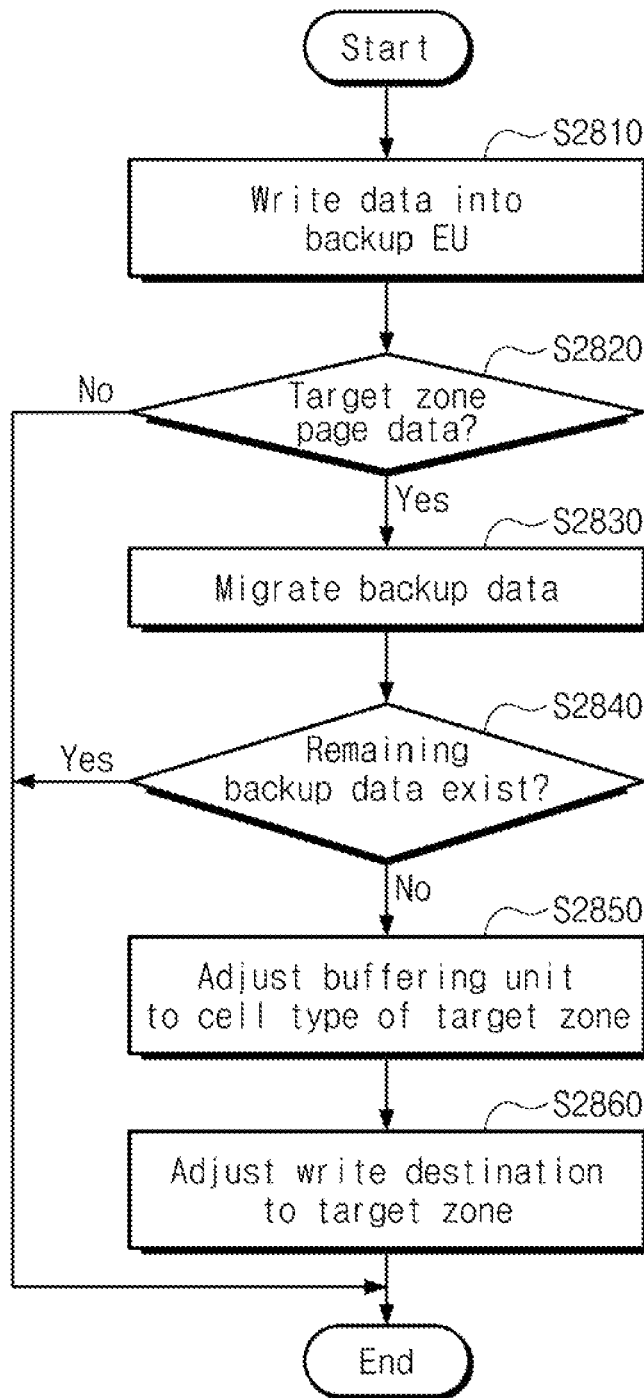 Start
S2810
Write data into
backup EU
S2820
No
Target zone
page data?
Yes
S2830
Migrate backup data
S2840
Yes
Remaining
backup data exist?
No
S2850
Adjust buffering unit
to cell type of target zone
S2860
Adjust write destination
to target zone
End